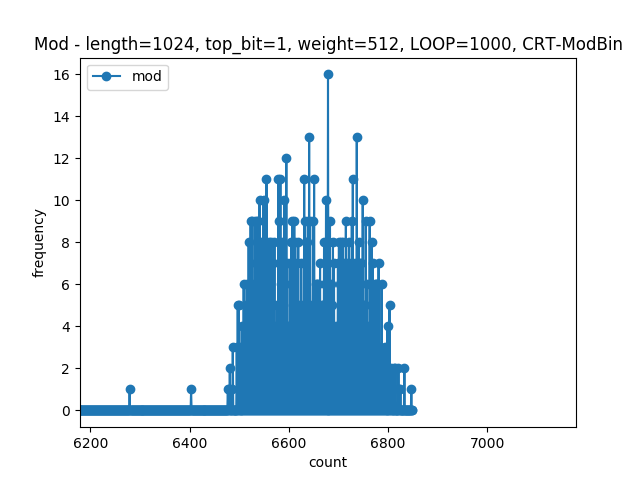 Mod - length=1024, top_bit=1, weight=512, LOOP=1000, CRT-ModBin
mod
16
14
12
10
8
6
4
2
0
frequency
6200 6400 6600 6800 7000
count